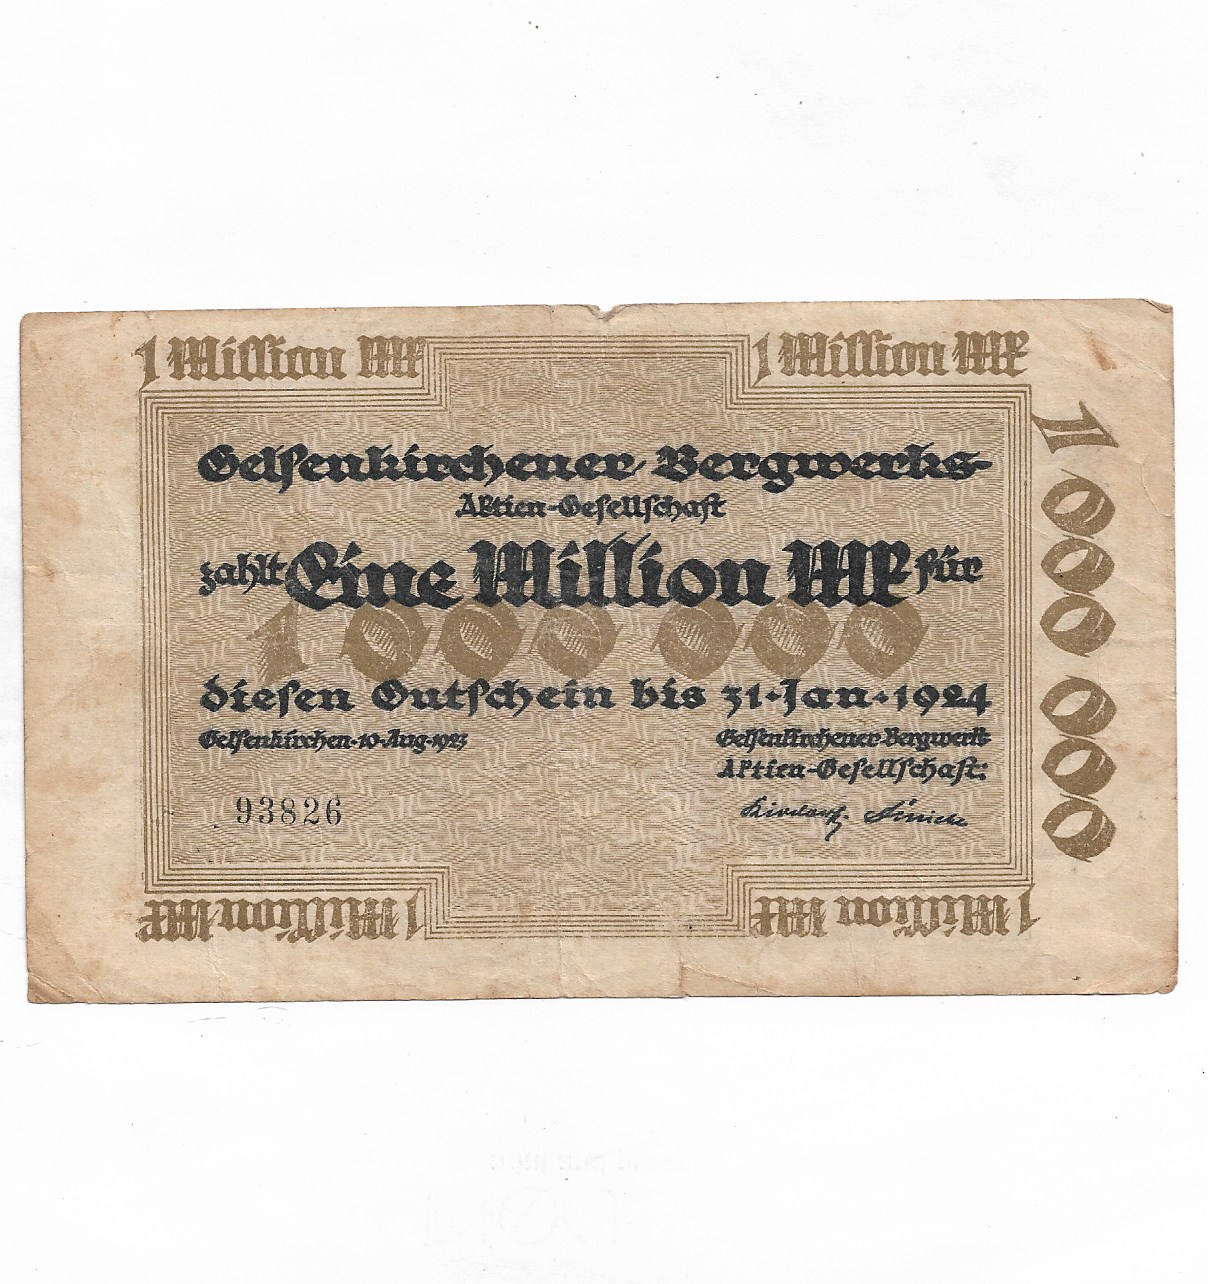 1 Million Mk
1 Million Mk
Gelsenkirchener Bergwerks-
Aktien-Gesellschaft
zahlt Eine Million Mk für
1 000 000
diesen Gutschein bis 31. Jan. 1924
Gelsenkirchen. 10. Aug. 1923
Gelsenkirchener Bergwerks
Aktien-Gesellschaft:
93826
Kirdorf.
1 000 000
1 Million Mk
1 Million Mk